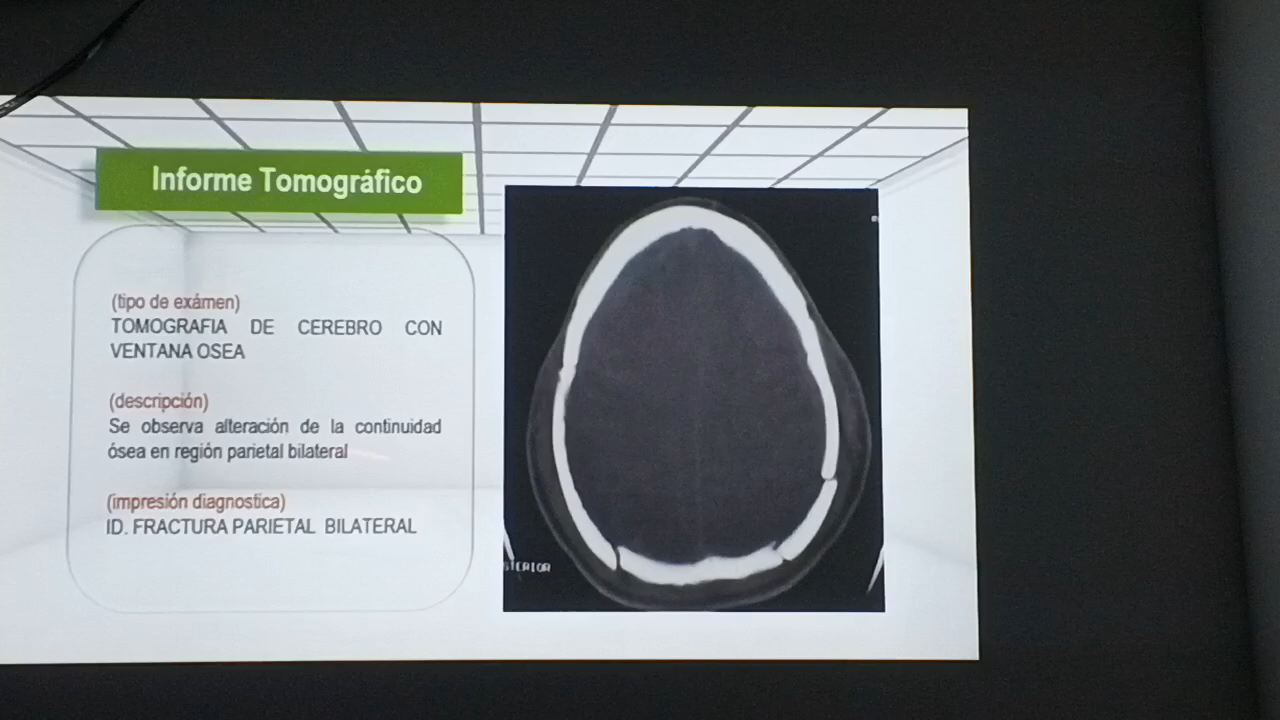 Informe Tomográfico
(tipo de exámen)
TOMOGRAFIA DE CEREBRO CON
VENTANA OSEA
(descripción)
Se observa alteración de la continuidad
ósea en región parietal bilateral
(impresión diagnostica)
ID. FRACTURA PARIETAL BILATERAL
STERIOR